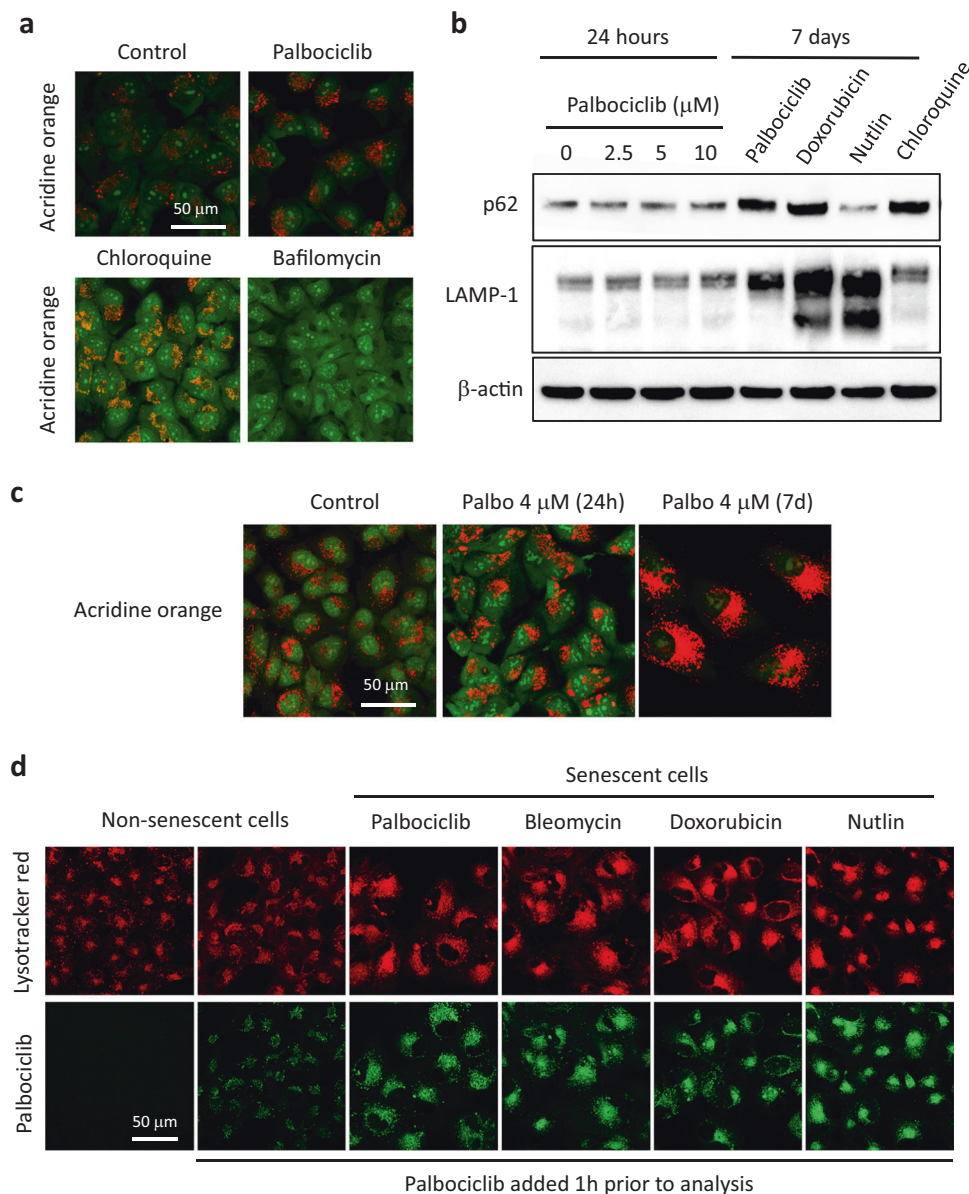 a
Control Palbociclib
Acridine orange
50 μm
Chloroquine Bafilomycin
Acridine orange
b
24 hours 7 days
Palbociclib (μM)
0 2.5 5 10 Palbociclib Doxorubicin Nutlin Chloroquine
p62
LAMP-1
β-actin
c
Control Palbo 4 μM (24h) Palbo 4 μM (7d)
Acridine orange
50 μm
d
Senescent cells
Non-senescent cells Palbociclib Bleomycin Doxorubicin Nutlin
Lysotracker red
Palbociclib
50 μm
Palbociclib added 1h prior to analysis